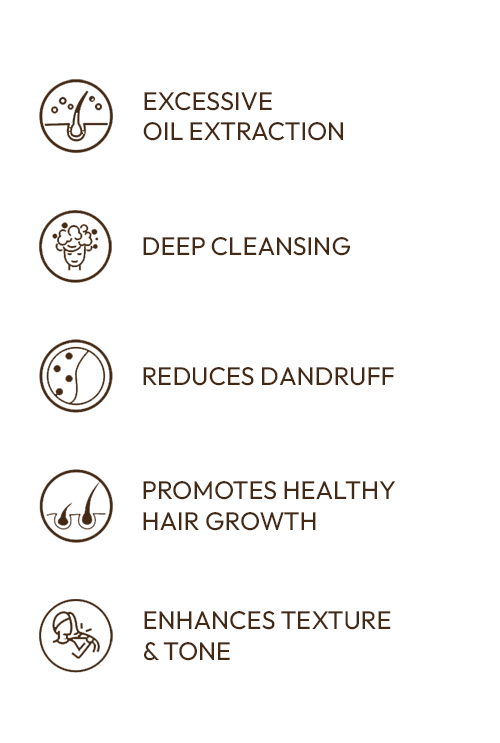 EXCESSIVE
OIL EXTRACTION
DEEP CLEANSING
REDUCES DANDRUFF
PROMOTES HEALTHY
HAIR GROWTH
ENHANCES TEXTURE
& TONE